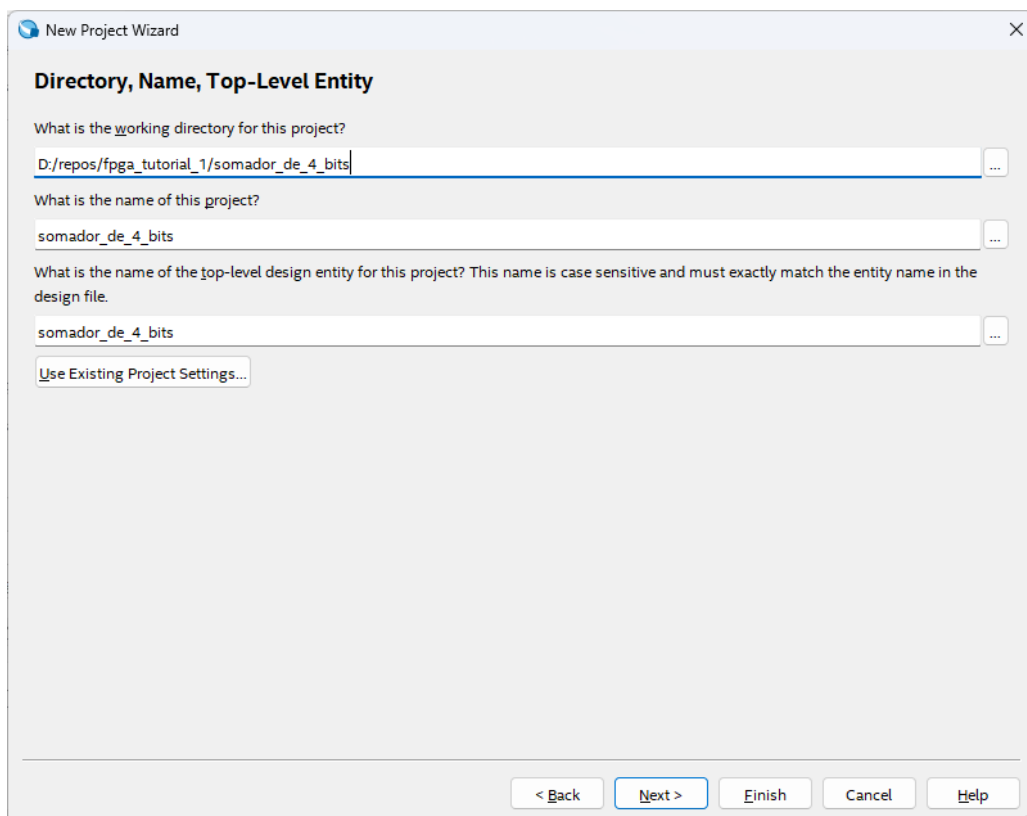 New Project Wizard
Directory, Name, Top-Level Entity
What is the working directory for this project?
D:/repos/fpga_tutorial_1/somador_de_4_bits
...
What is the name of this project?
somador_de_4_bits
...
What is the name of the top-level design entity for this project? This name is case sensitive and must exactly match the entity name in the
design file.
somador_de_4_bits
...
Use Existing Project Settings...
< Back
Next >
Finish
Cancel
Help